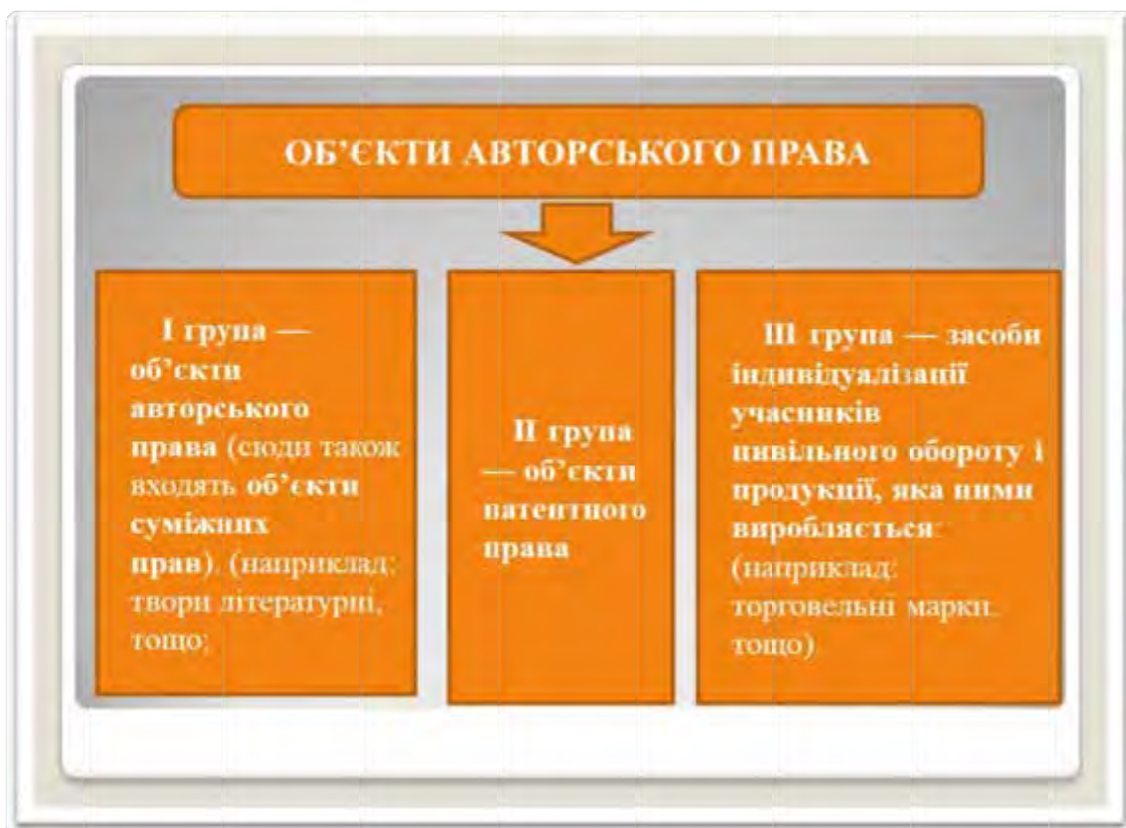 ОБ’ЄКТИ АВТОРСЬКОГО ПРАВА
І група —
об’єкти
авторського
права (сюди також
входять об’єкти
суміжних
прав). (наприклад:
твори літературні,
тощо;
ІІ група
— об’єкти
патентного
права
ІІІ група — засоби
індивідуалізації
учасників
цивільного обороту і
продукції, яка ними
виробляється:
(наприклад:
торговельні марки.
тощо)